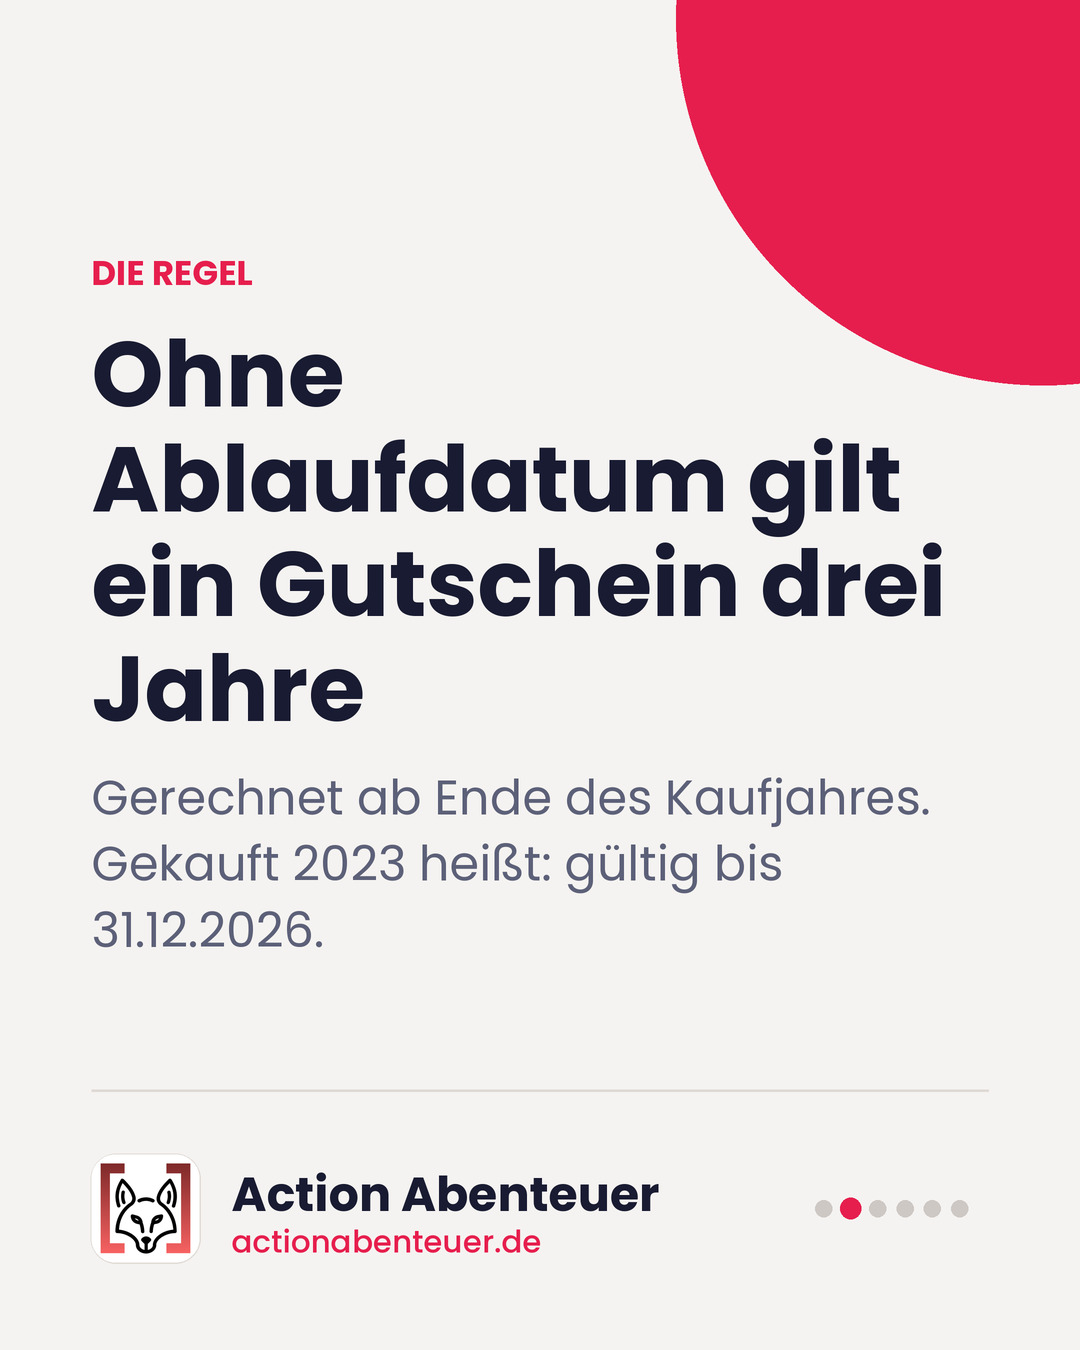 DIE REGEL
Ohne
Ablaufdatum gilt
ein Gutschein drei
Jahre
Gerechnet ab Ende des Kaufjahres.
Gekauft 2023 heißt: gültig bis
31.12.2026.
Action Abenteuer
actionabenteuer.de